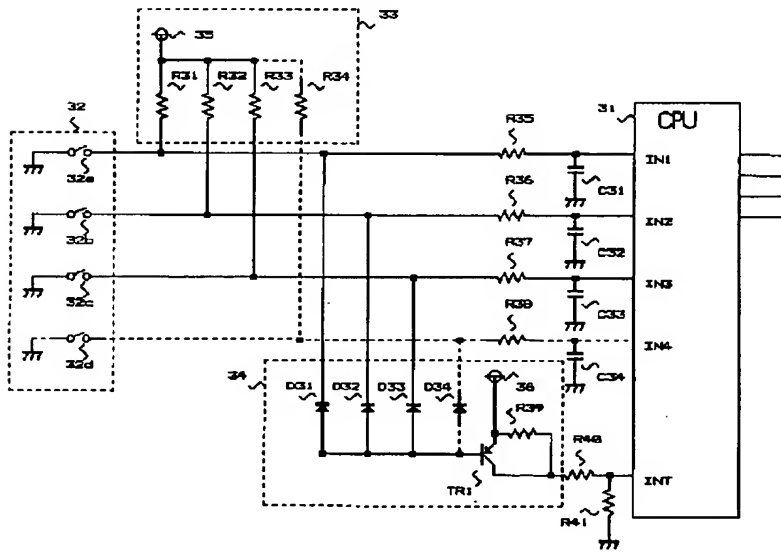 33
35
R31 R32 R33 R34
32
31
CPU
R35
32a
IN1
C31
R36
32b
IN2
C32
R37
32c
IN3
C33
R38
32d
IN4
C34
34
D31 D32 D33 D34
36
R39
R40
TR1
INT
R41